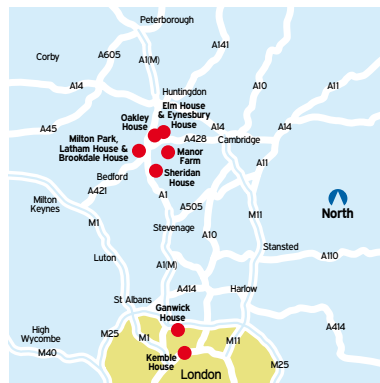 Peterborough
Corby
A605
A1(M)
A141
A14
Huntingdon
A10
A11
Elm House
& Eynesbury
House
Oakley
House
A45
A14
A14
A428
Cambridge
Milton Park,
Latham House &
Brookdale House
Manor
Farm
A11
Bedford
Sheridan
House
A421
A1
A505
Milton
Keynes
North
M1
M11
Stevenage
A10
Stansted
Luton
A1(M)
A110
A414
Harlow
St Albans
Ganwick
House
High
Wycombe
M25
M1
M11
A414
M40
Kemble
House
M25
London